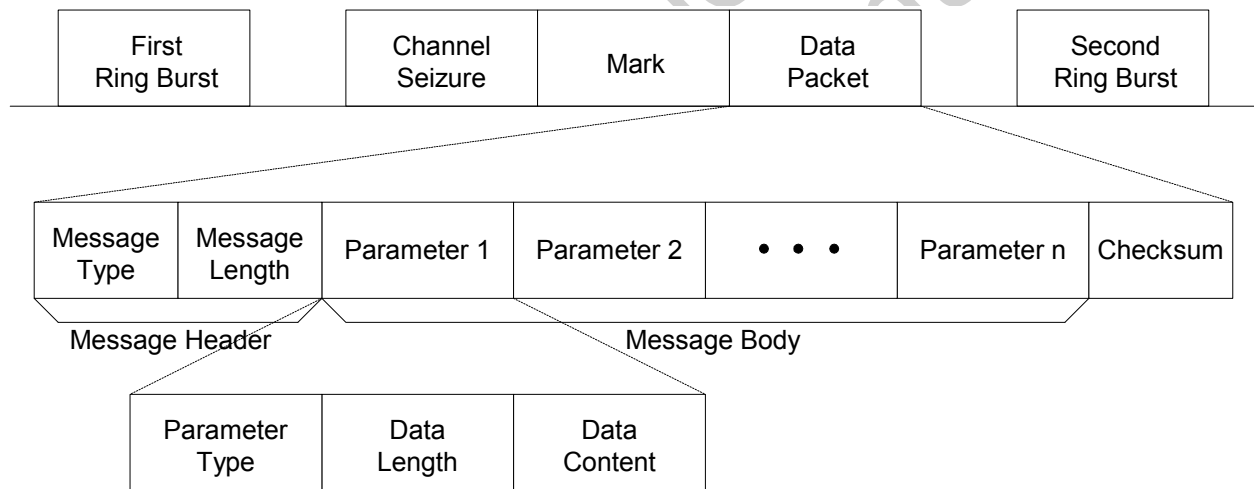 First
Ring Burst
Channel
Seizure
Mark
Data
Packet
Second
Ring Burst
Message
Type
Message
Length
Parameter 1
Parameter 2
• • •
Parameter n
Checksum
Message Header
Message Body
Parameter
Type
Data
Length
Data
Content